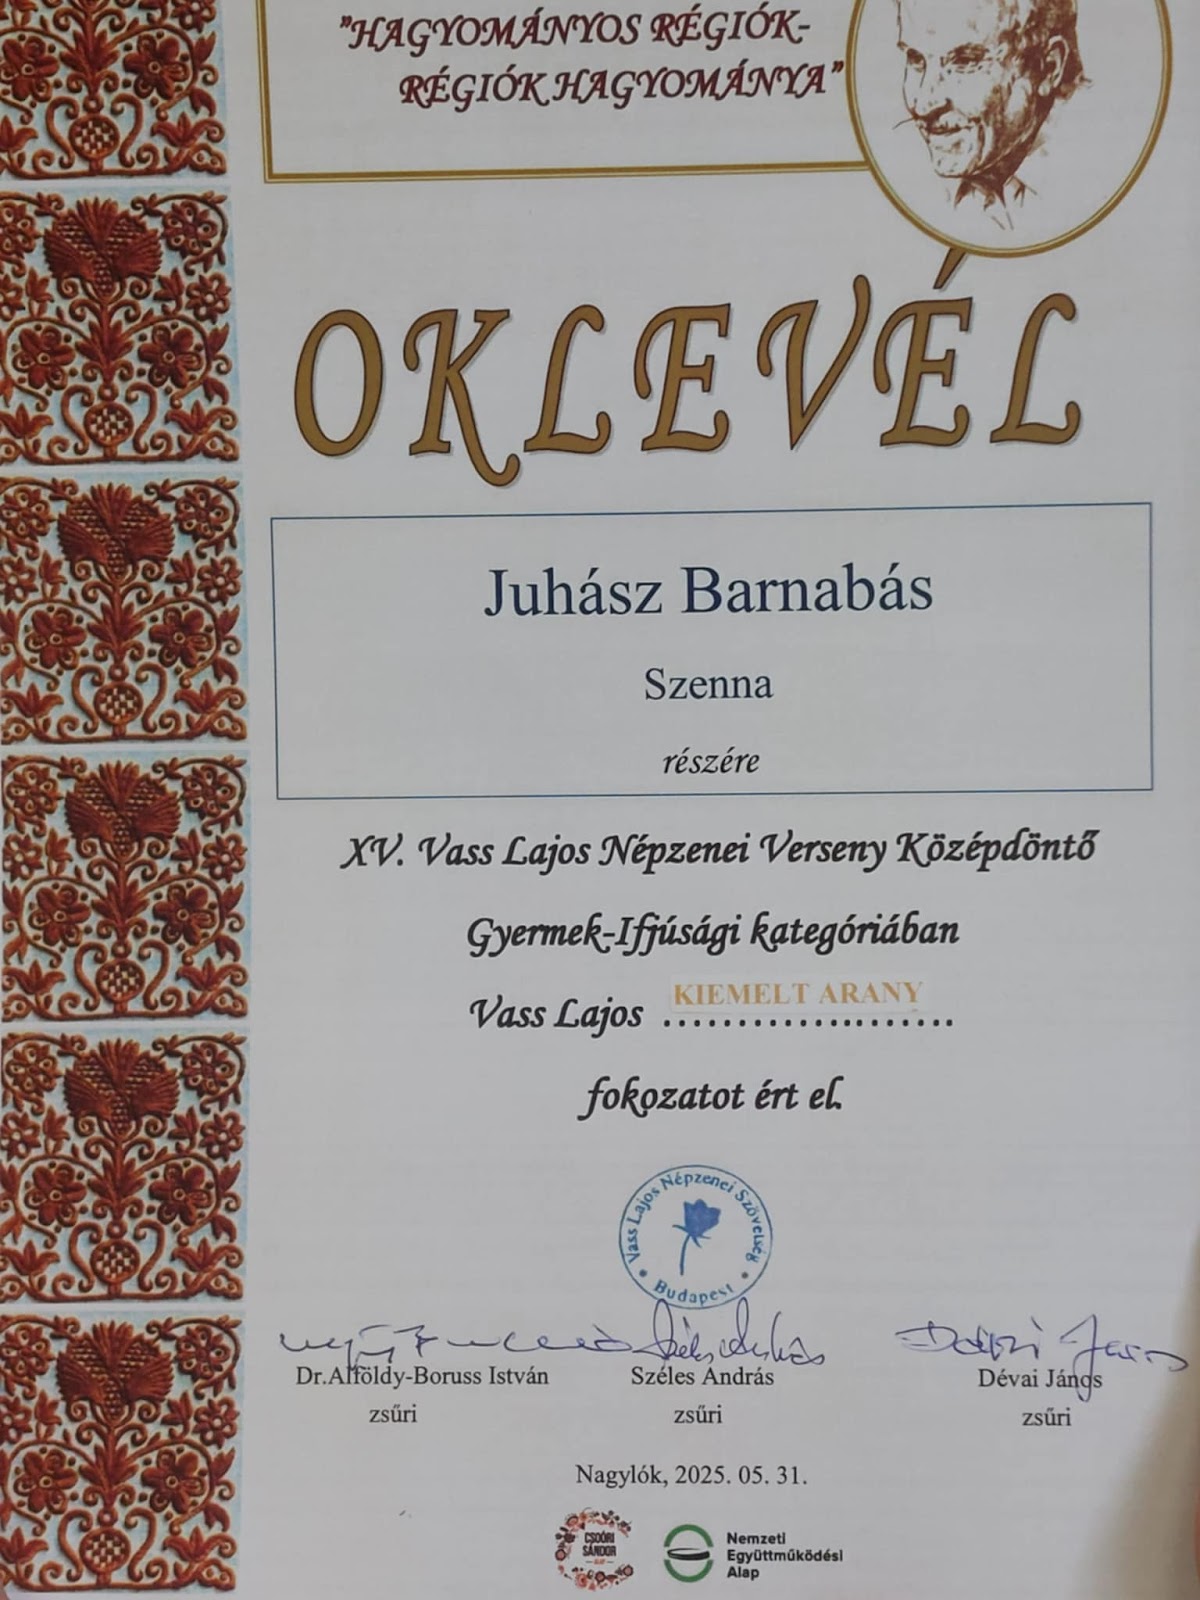 "HAGYOMÁNYOS RÉGIÓK-
RÉGIÓK HAGYOMÁNYA"
OKLEVÉL
Juhász Barnabás
Szenna
részére
XV. Vass Lajos Népzenei Verseny Középdöntő
Gyermek-Ifjúsági kategóriában
Vass Lajos KIEMELT ARANY
fokozatot ért el.
Vass Lajos Népzenei Szövetség
Budapest
Dr.Alföldy-Boruss István Széles András Dévai János
zsűri zsűri zsűri
Nagylók, 2025. 05. 31.
CSOÓRI
SÁNDOR
Nemzeti
Együttműködési
Alap